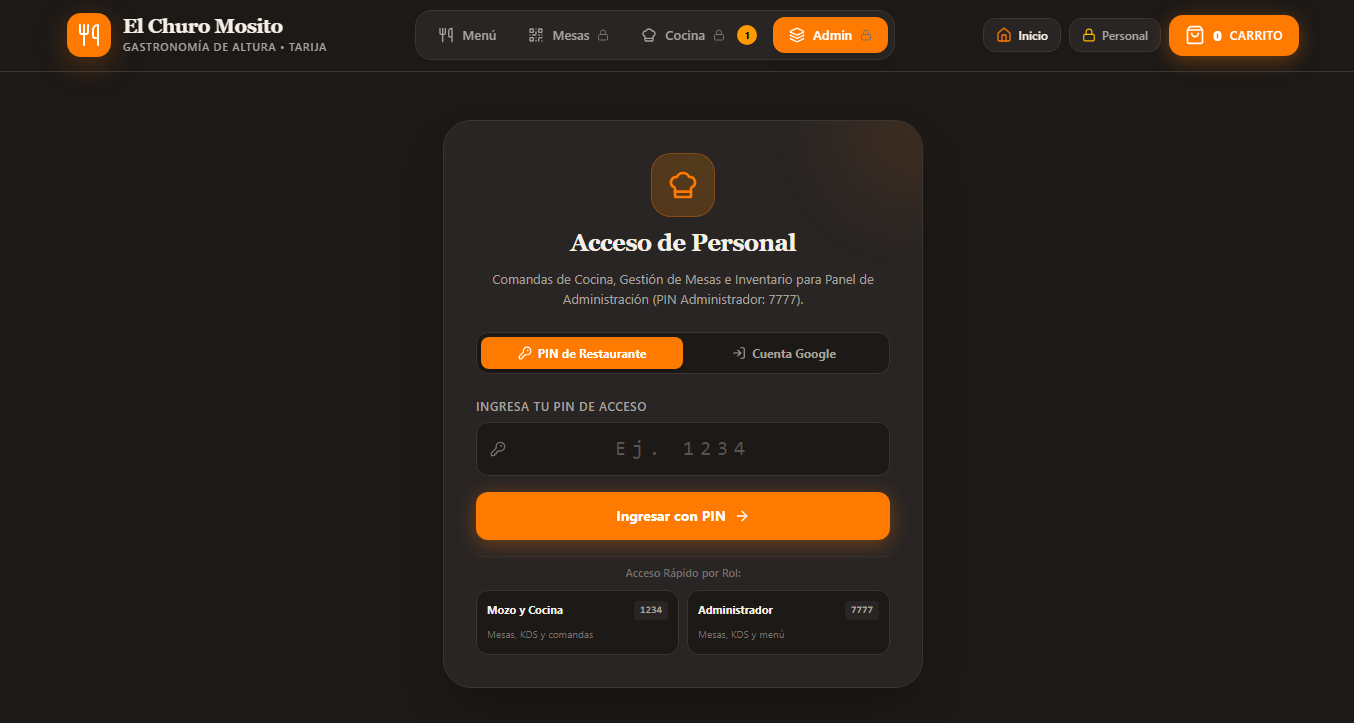 El Churo Mosito
GASTRONOMÍA DE ALTURA • TARIJA
Menú
Mesas
Cocina
1
Admin
Inicio
Personal
0 CARRITO
Acceso de Personal
Comandas de Cocina, Gestión de Mesas e Inventario para Panel de
Administración (PIN Administrador: 7777).
PIN de Restaurante
Cuenta Google
INGRESA TU PIN DE ACCESO
Ej. 1234
Ingresar con PIN
Acceso Rápido por Rol:
Mozo y Cocina
1234
Mesas, KDS y comandas
Administrador
7777
Mesas, KDS y menú